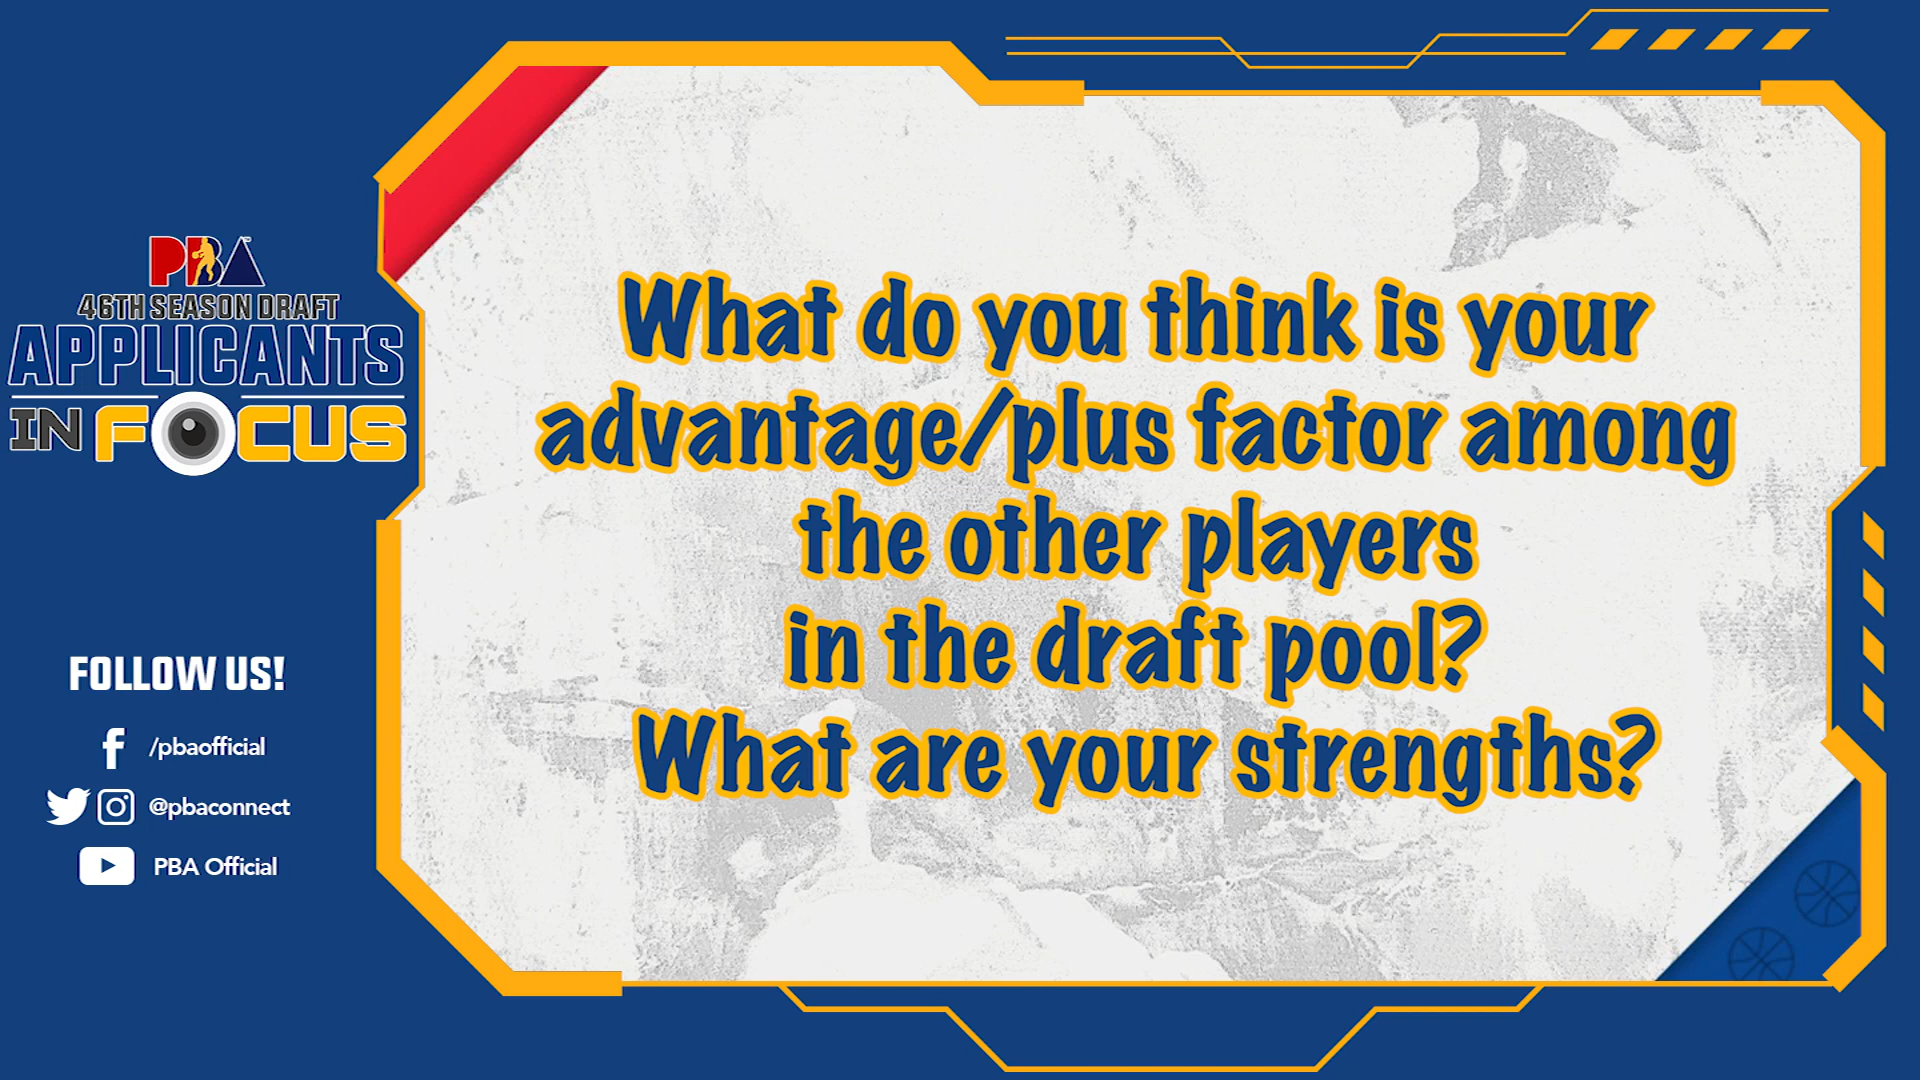 PBA
46TH SEASON DRAFT
APPLICANTS
IN FOCUS
FOLLOW US!
/pbaofficial
@pbaconnect
PBA Official
What do you think is your
advantage/plus factor among
the other players
in the draft pool?
What are your strengths?